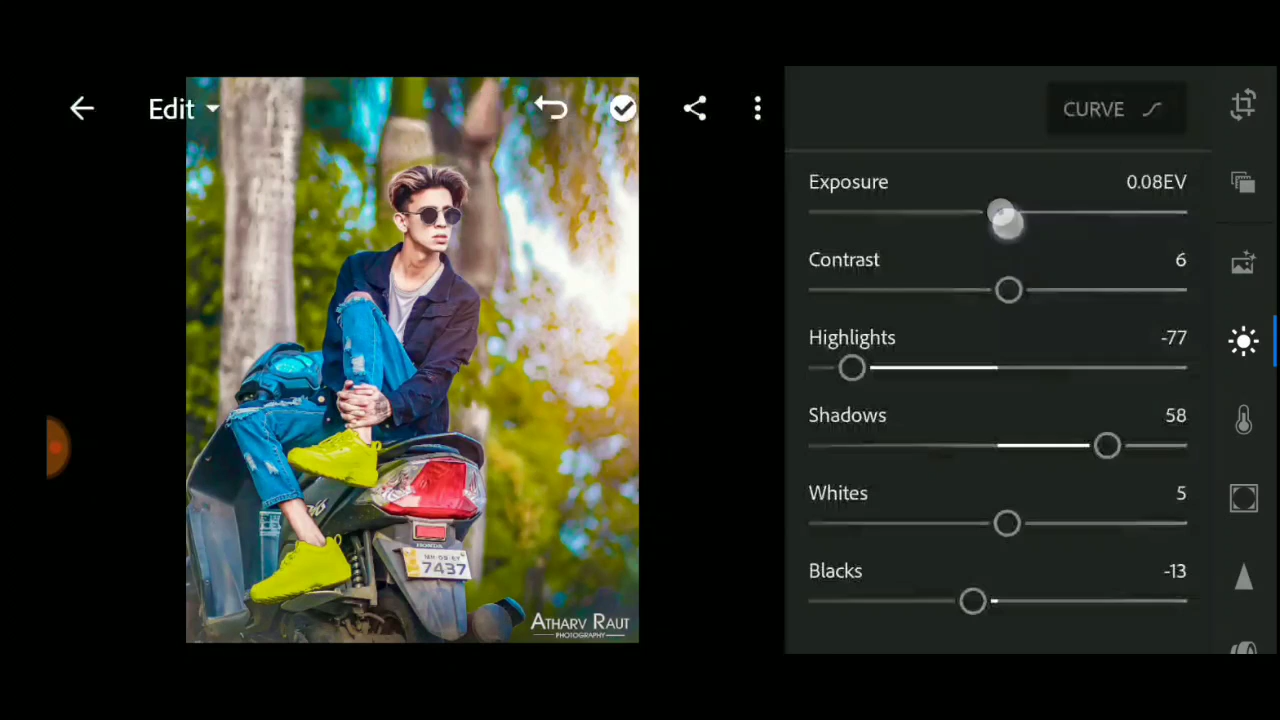 Edit
CURVE
Exposure 0.08EV
Contrast 6
Highlights -77
Shadows 58
Whites 5
Blacks -13
HONDA
7437
ATHARV RAUT
PHOTOGRAPHY